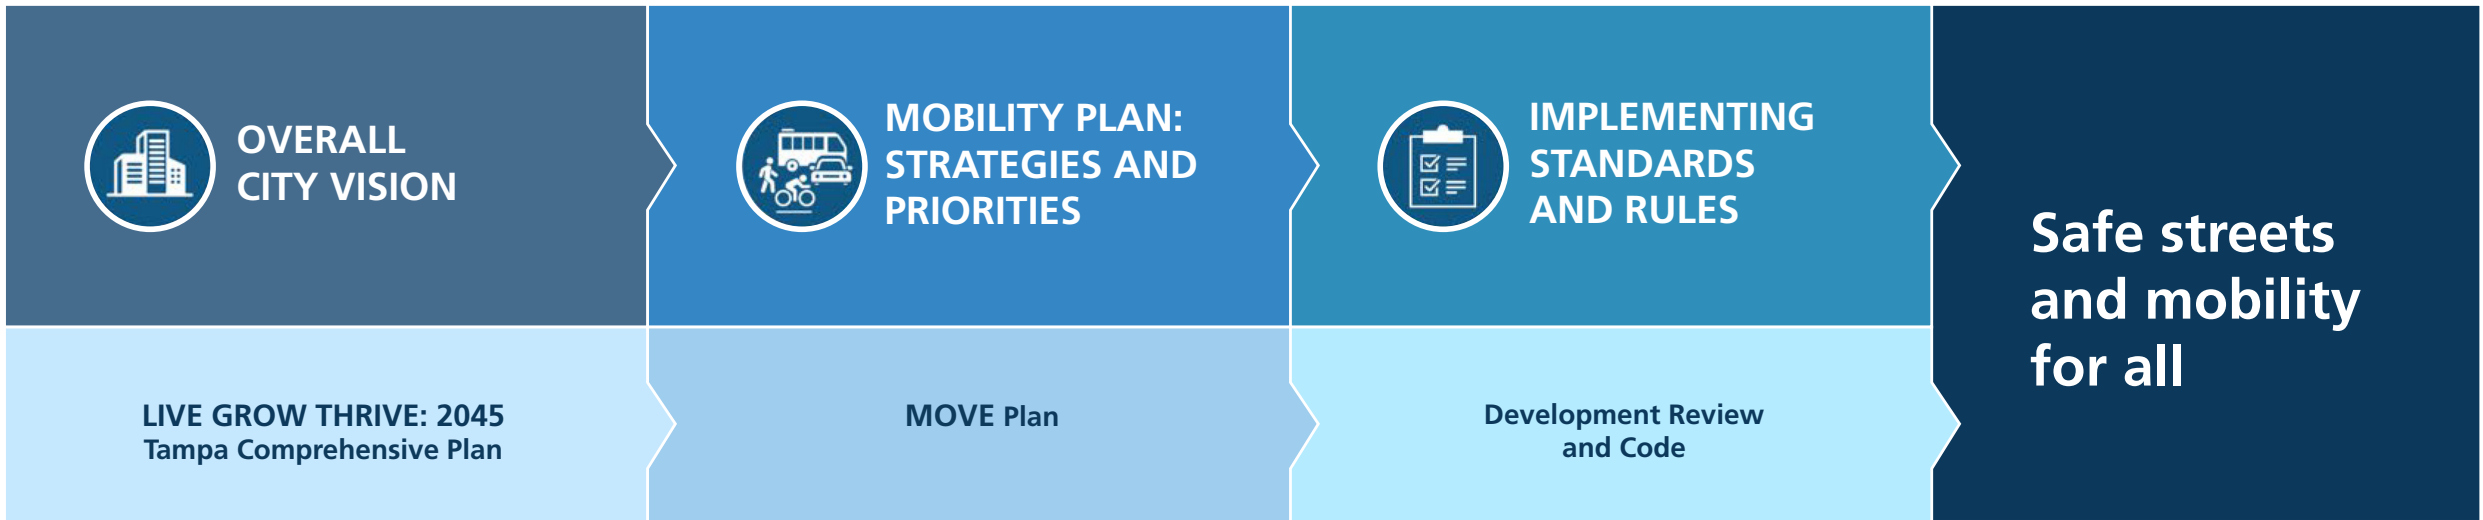 OVERALL
CITY VISION
MOBILITY PLAN:
STRATEGIES AND
PRIORITIES
IMPLEMENTING
STANDARDS
AND RULES
Safe streets
and mobility
for all
LIVE GROW THRIVE: 2045
Tampa Comprehensive Plan
MOVE Plan
Development Review
and Code